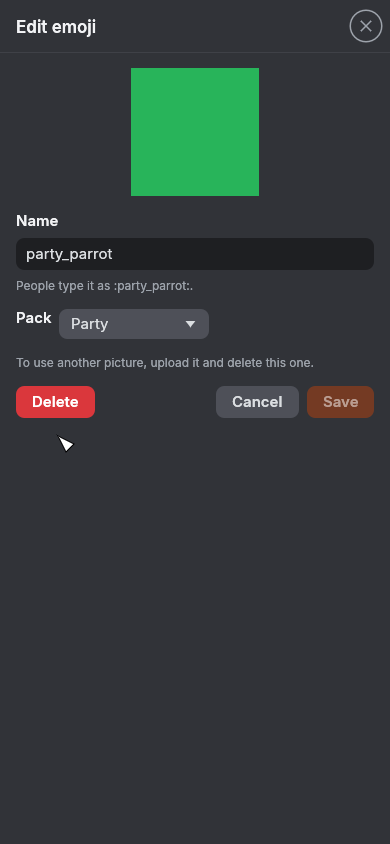 Edit emoji
Name
party_parrot
People type it as :party_parrot:.
Pack
Party
To use another picture, upload it and delete this one.
Delete
Cancel
Save